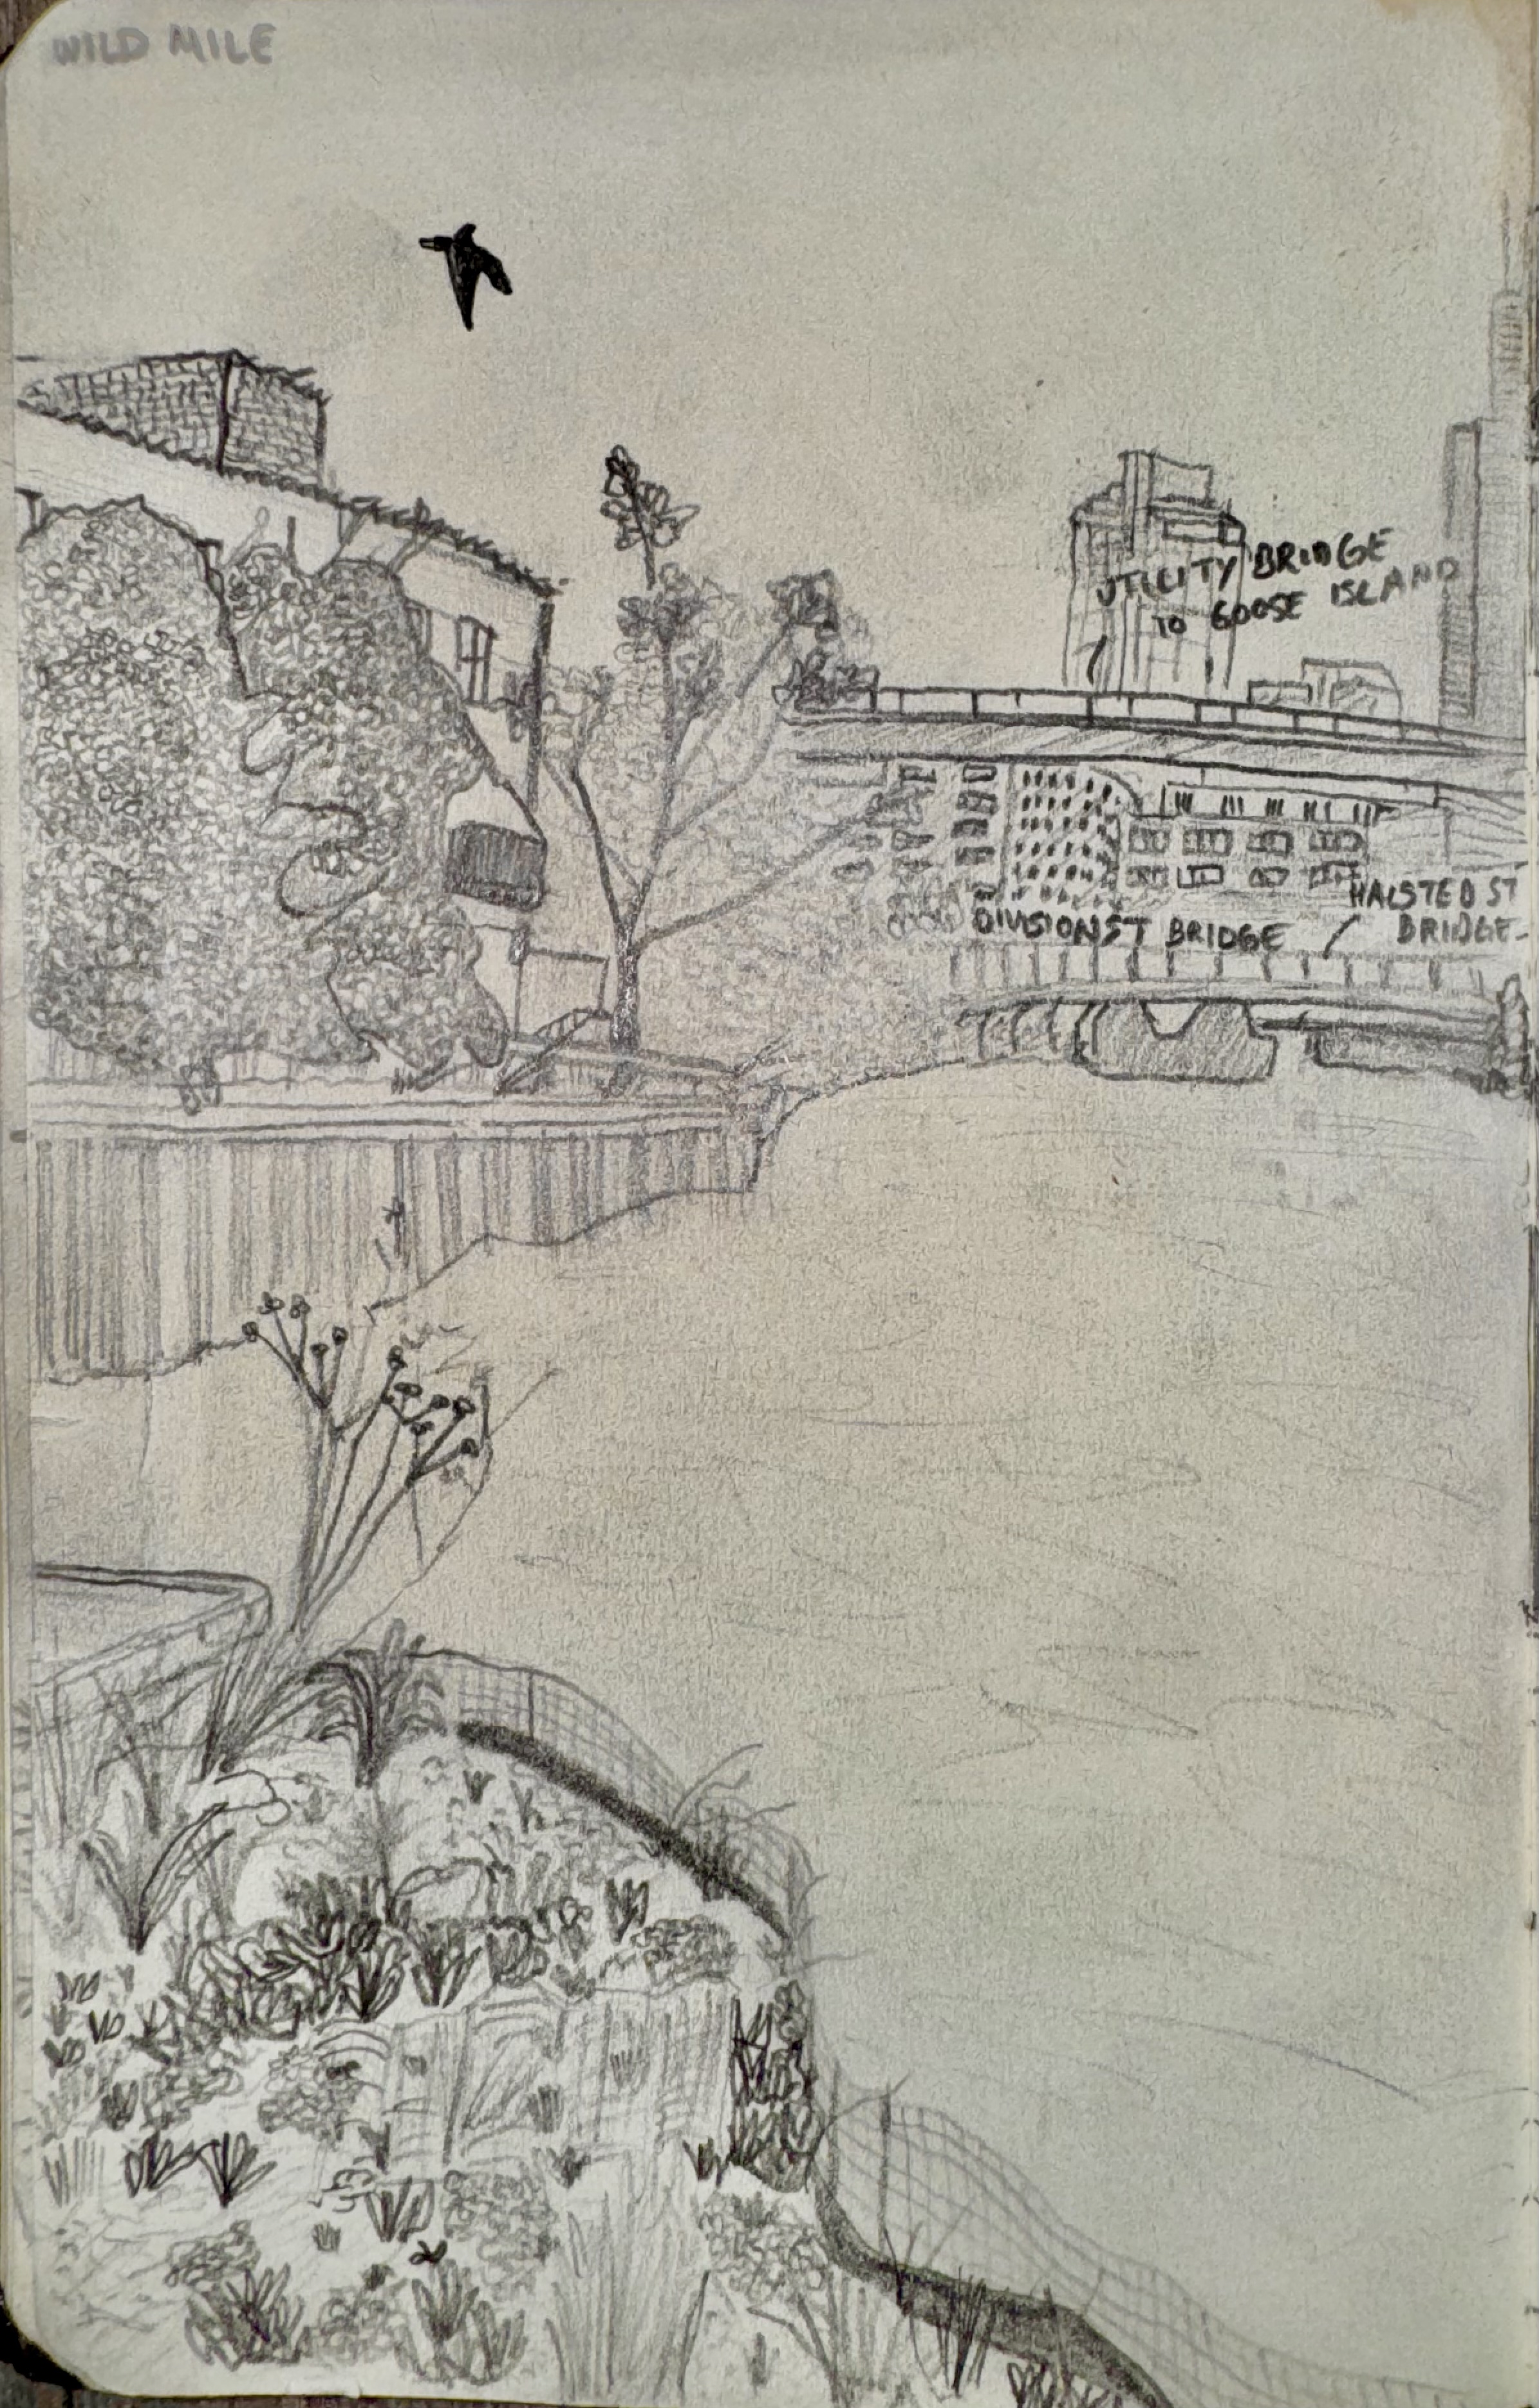 WILD MILE
UTILITY BRIDGE
TO GOOSE ISLAND
HALSTED ST
BRIDGE
DIVISION ST BRIDGE